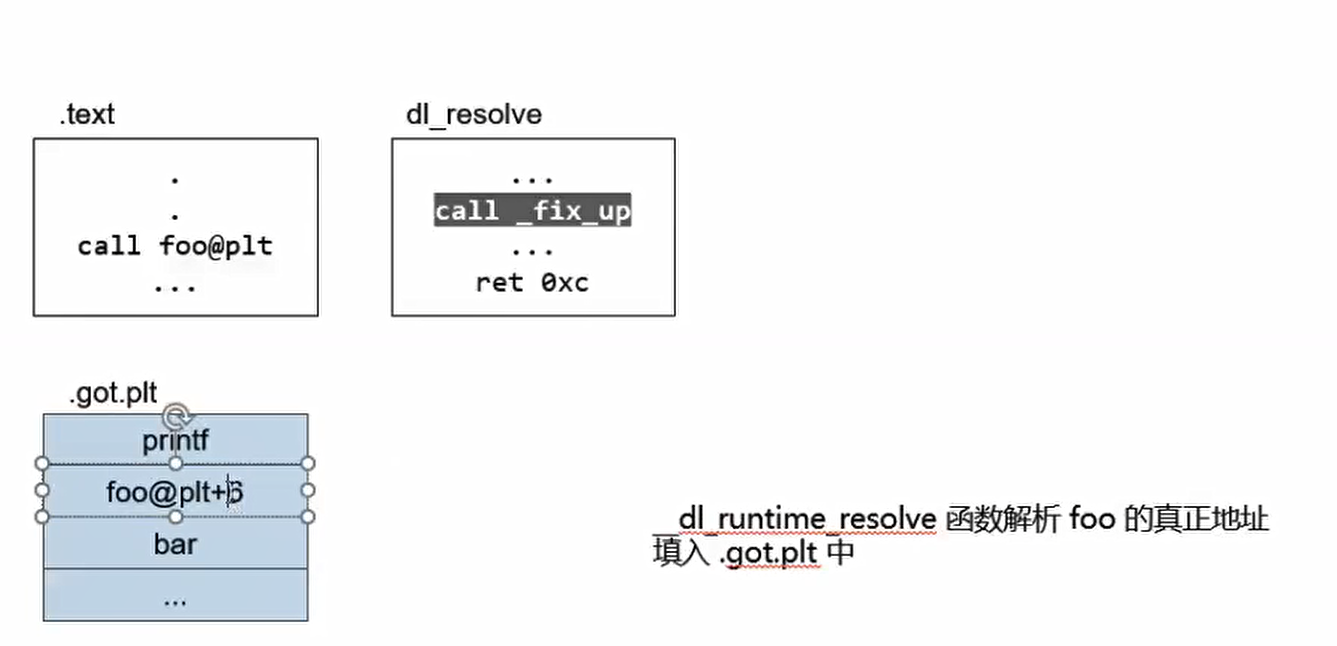 .text
.
.
call foo@plt
...
dl_resolve
...
call _fix_up
...
ret 0xc
.got.plt
printf
foo@plt+6
bar
...
__dl_runtime_resolve 函数解析 foo 的真正地址
填入 .got.plt 中